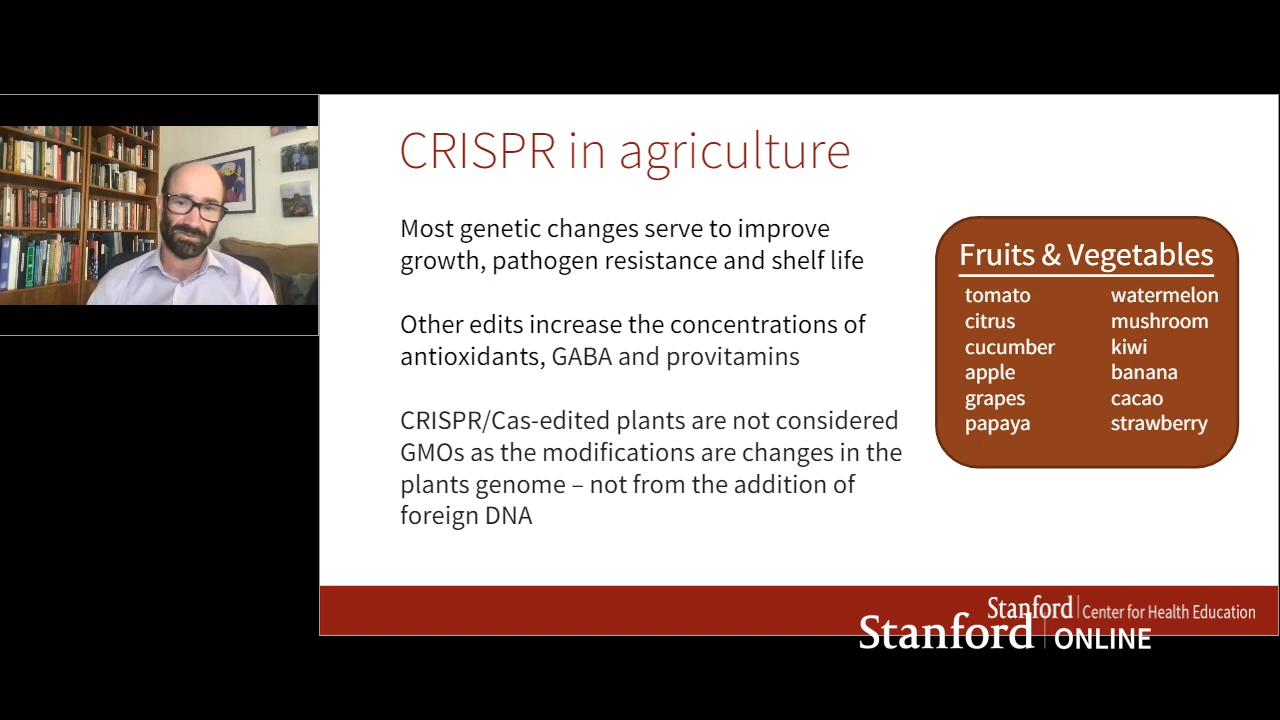 CRISPR in agriculture
Most genetic changes serve to improve
growth, pathogen resistance and shelf life
Other edits increase the concentrations of
antioxidants, GABA and provitamins
CRISPR/Cas-edited plants are not considered
GMOs as the modifications are changes in the
plants genome – not from the addition of
foreign DNA
Fruits & Vegetables
tomato watermelon
citrus mushroom
cucumber kiwi
apple banana
grapes cacao
papaya strawberry
Stanford Center for Health Education
Stanford ONLINE